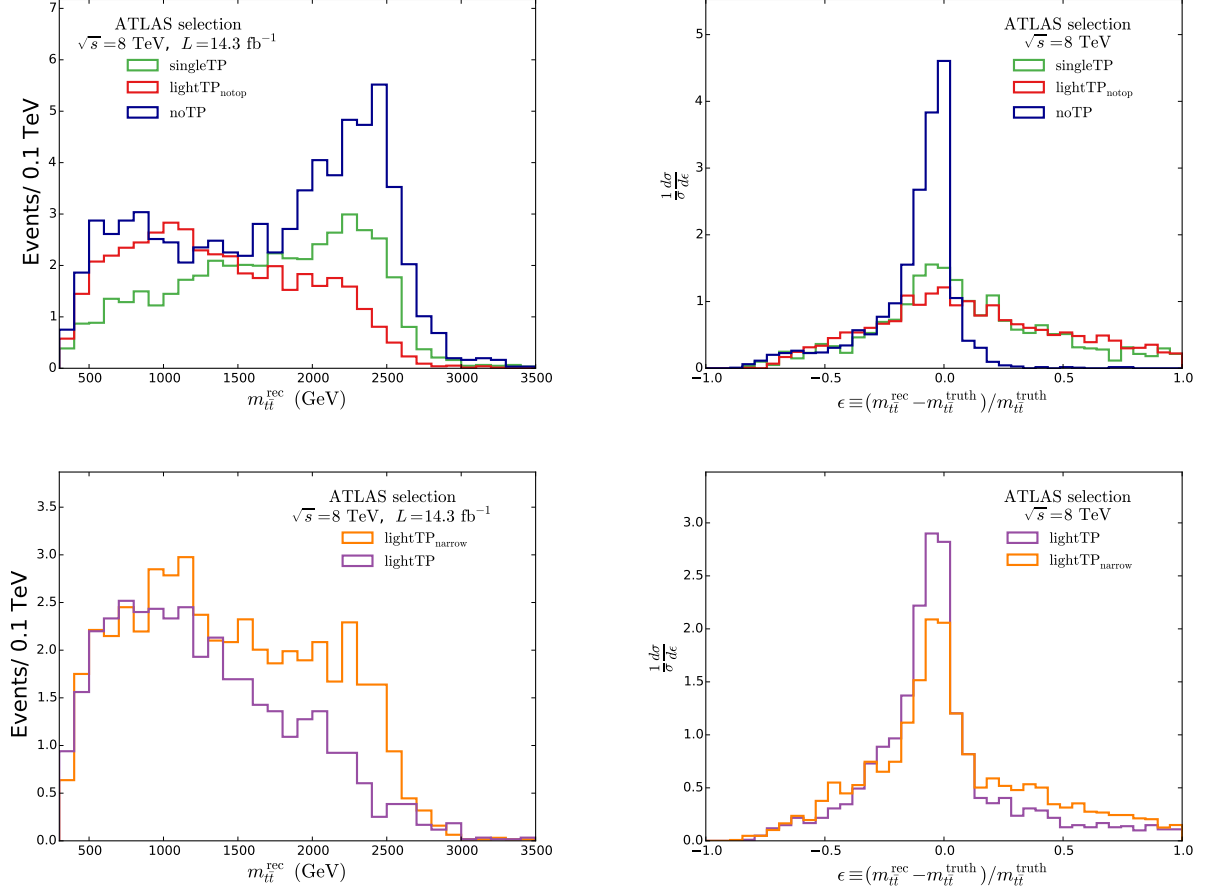 ATLAS selection
√s = 8 TeV, L = 14.3 fb⁻¹
singleTP
lightTP_notop
noTP
Events/ 0.1 TeV
7
6
5
4
3
2
1
0
500 1000 1500 2000 2500 3000 3500
m_tt̄^rec (GeV)
ATLAS selection
√s = 8 TeV
singleTP
lightTP_notop
noTP
1/σ dσ/dϵ
5
4
3
2
1
0
−1.0 −0.5 0.0 0.5 1.0
ϵ ≡ (m_tt̄^rec − m_tt̄^truth)/m_tt̄^truth
ATLAS selection
√s = 8 TeV, L = 14.3 fb⁻¹
lightTP_narrow
lightTP
Events/ 0.1 TeV
3.5
3.0
2.5
2.0
1.5
1.0
0.5
0.0
500 1000 1500 2000 2500 3000 3500
m_tt̄^rec (GeV)
ATLAS selection
√s = 8 TeV
lightTP
lightTP_narrow
1/σ dσ/dϵ
3.0
2.5
2.0
1.5
1.0
0.5
0.0
−1.0 −0.5 0.0 0.5 1.0
ϵ ≡ (m_tt̄^rec − m_tt̄^truth)/m_tt̄^truth